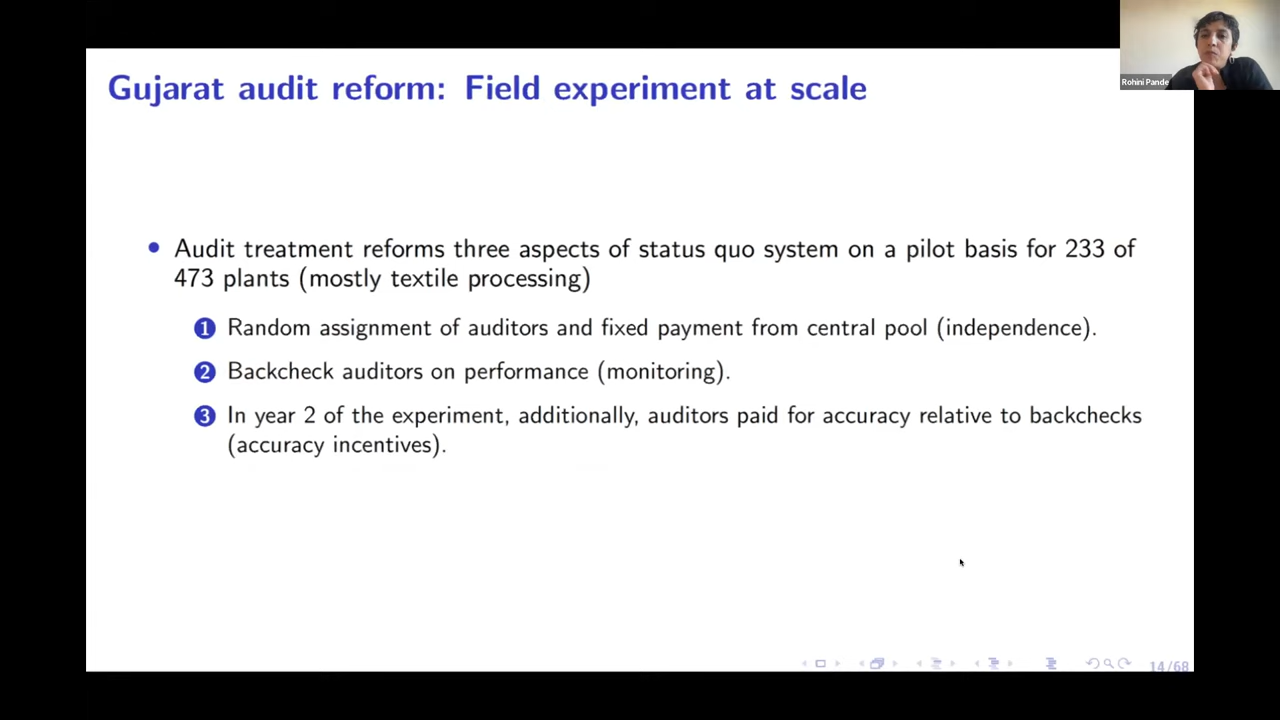 Gujarat audit reform: Field experiment at scale
Rohini Pande
• Audit treatment reforms three aspects of status quo system on a pilot basis for 233 of
473 plants (mostly textile processing)
1 Random assignment of auditors and fixed payment from central pool (independence).
2 Backcheck auditors on performance (monitoring).
3 In year 2 of the experiment, additionally, auditors paid for accuracy relative to backchecks
(accuracy incentives).
14/68